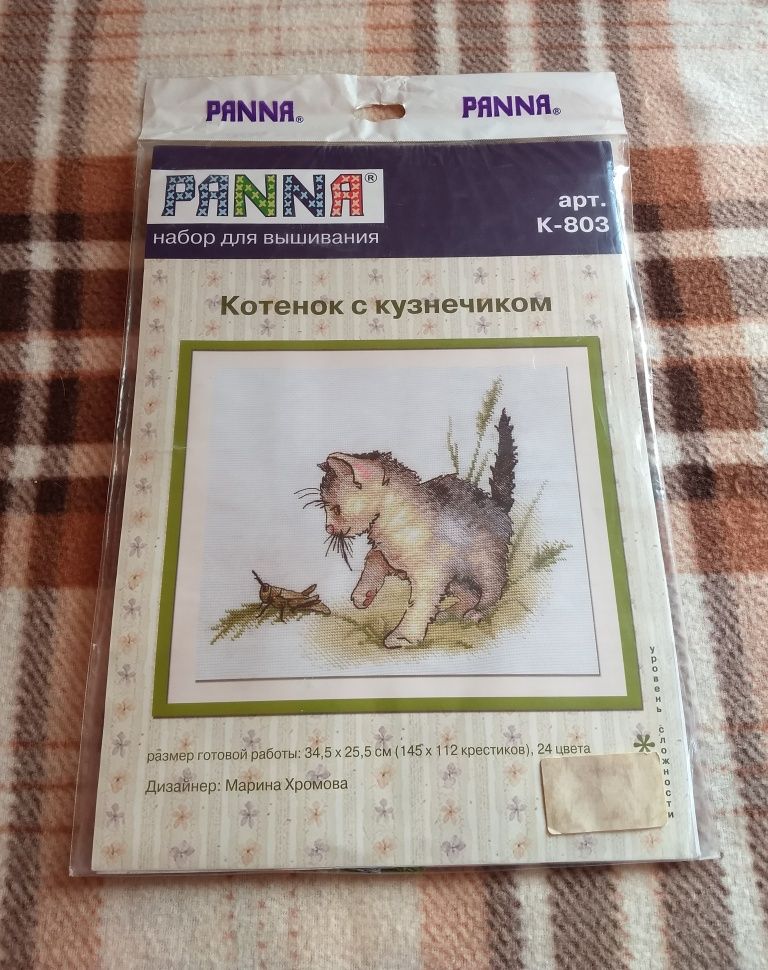 PANNA® PANNA®
PANNA®
набор для вышивания
арт.
К-803
Котенок с кузнечиком
размер готовой работы: 34,5 x 25,5 см (145 x 112 крестиков), 24 цвета
Дизайнер: Марина Хромова
уровень сложности